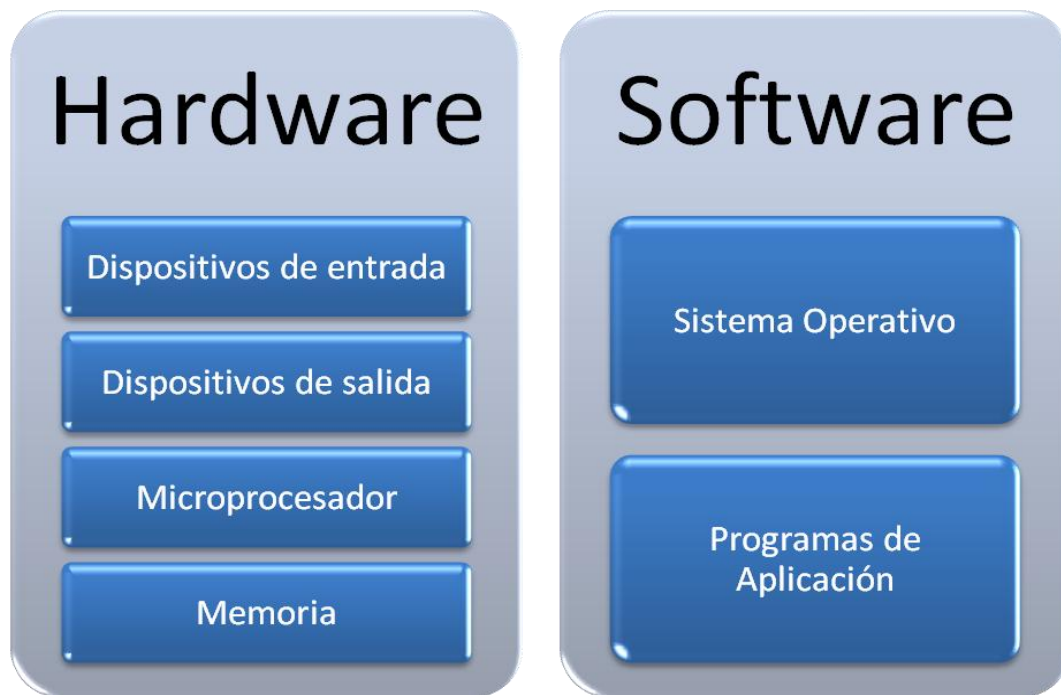 Hardware
Dispositivos de entrada
Dispositivos de salida
Microprocesador
Memoria
Software
Sistema Operativo
Programas de
Aplicación